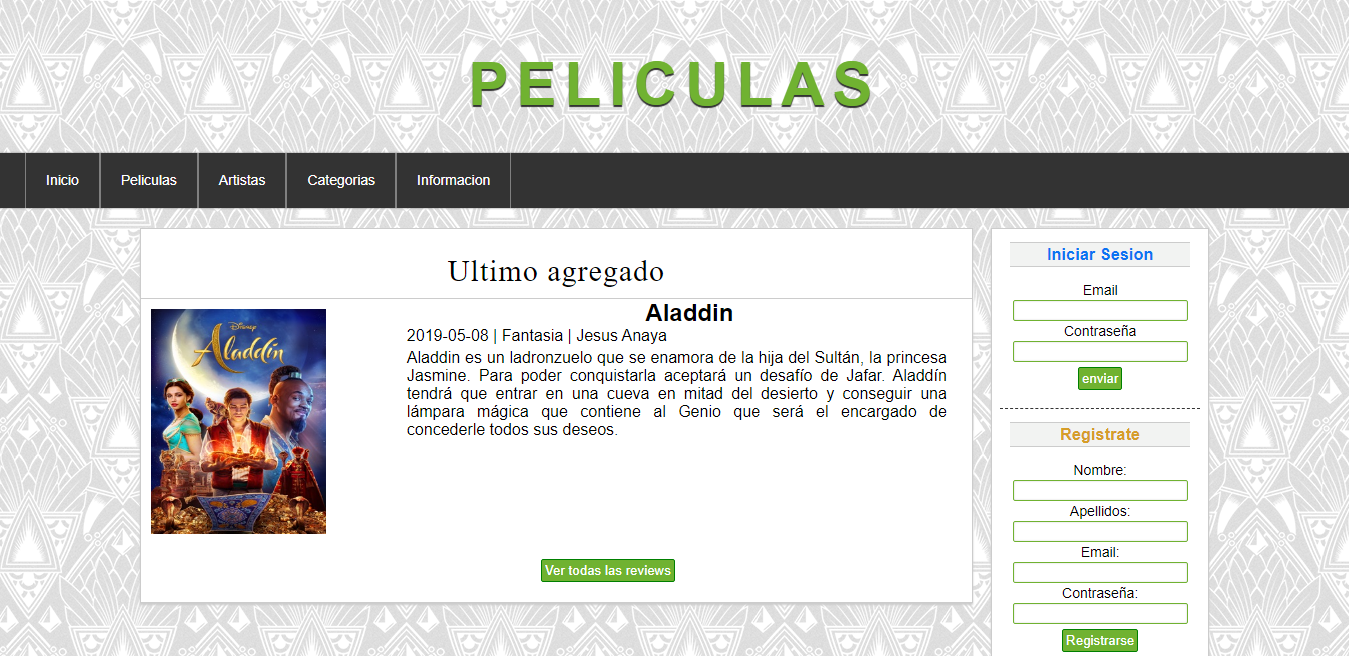 PELICULAS
Inicio
Peliculas
Artistas
Categorias
Informacion
Ultimo agregado
Disney
Aladdin
Aladdin
2019-05-08 | Fantasia | Jesus Anaya
Aladdin es un ladronzuelo que se enamora de la hija del Sultán, la princesa
Jasmine. Para poder conquistarla aceptará un desafío de Jafar. Aladdín
tendrá que entrar en una cueva en mitad del desierto y conseguir una
lámpara mágica que contiene al Genio que será el encargado de
concederle todos sus deseos.
Ver todas las reviews
Iniciar Sesion
Email
Contraseña
enviar
Registrate
Nombre:
Apellidos:
Email:
Contraseña:
Registrarse